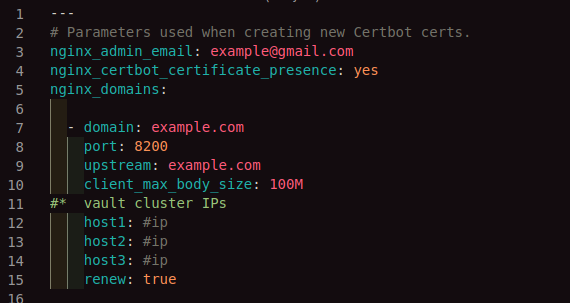 1 ---
2 # Parameters used when creating new Certbot certs.
3 nginx_admin_email: example@gmail.com
4 nginx_certbot_certificate_presence: yes
5 nginx_domains:
6
7   - domain: example.com
8     port: 8200
9     upstream: example.com
10     client_max_body_size: 100M
11 #*  vault cluster IPs
12     host1: #ip
13     host2: #ip
14     host3: #ip
15     renew: true
16